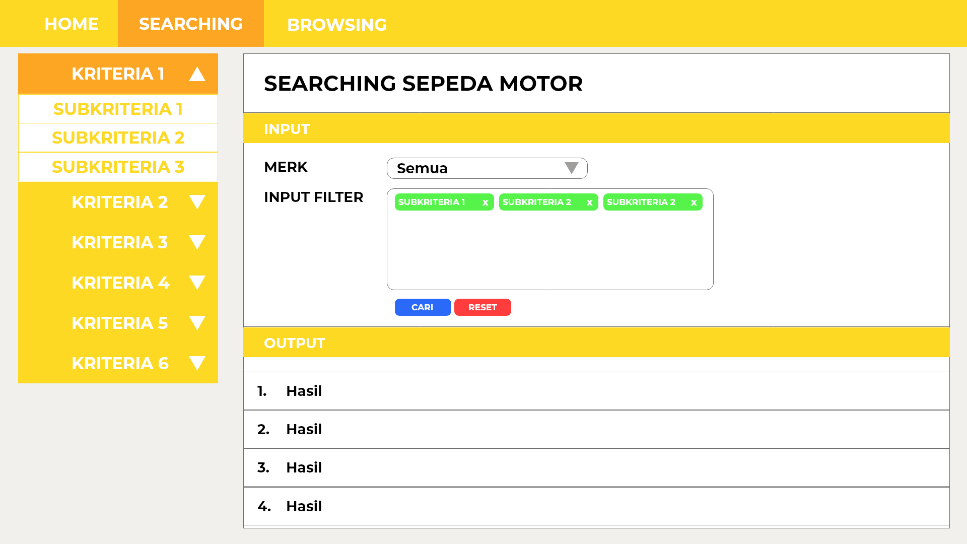 HOME SEARCHING BROWSING
KRITERIA 1
SUBKRITERIA 1
SUBKRITERIA 2
SUBKRITERIA 3
KRITERIA 2
KRITERIA 3
KRITERIA 4
KRITERIA 5
KRITERIA 6
SEARCHING SEPEDA MOTOR
INPUT
MERK Semua
INPUT FILTER SUBKRITERIA 1 x SUBKRITERIA 2 x SUBKRITERIA 2 x
CARI RESET
OUTPUT
1. Hasil
2. Hasil
3. Hasil
4. Hasil